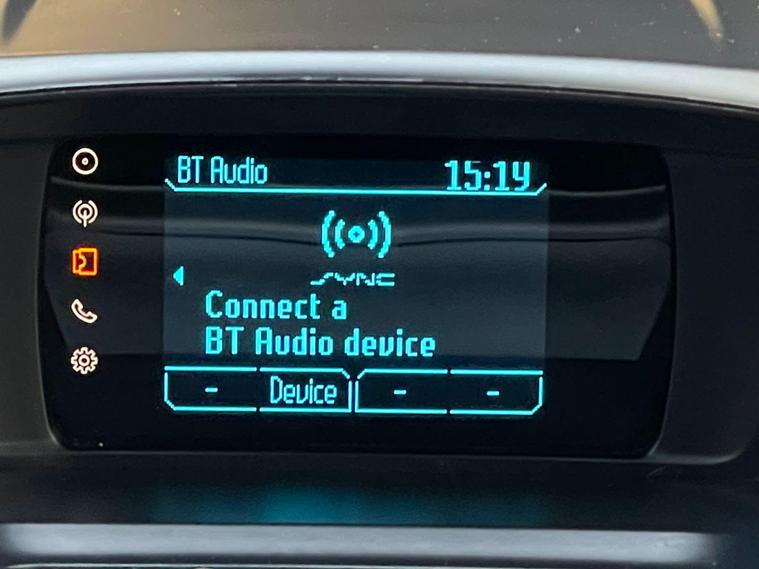 BT Audio 15:19
SYNC
Connect a
BT Audio device
- Device - -